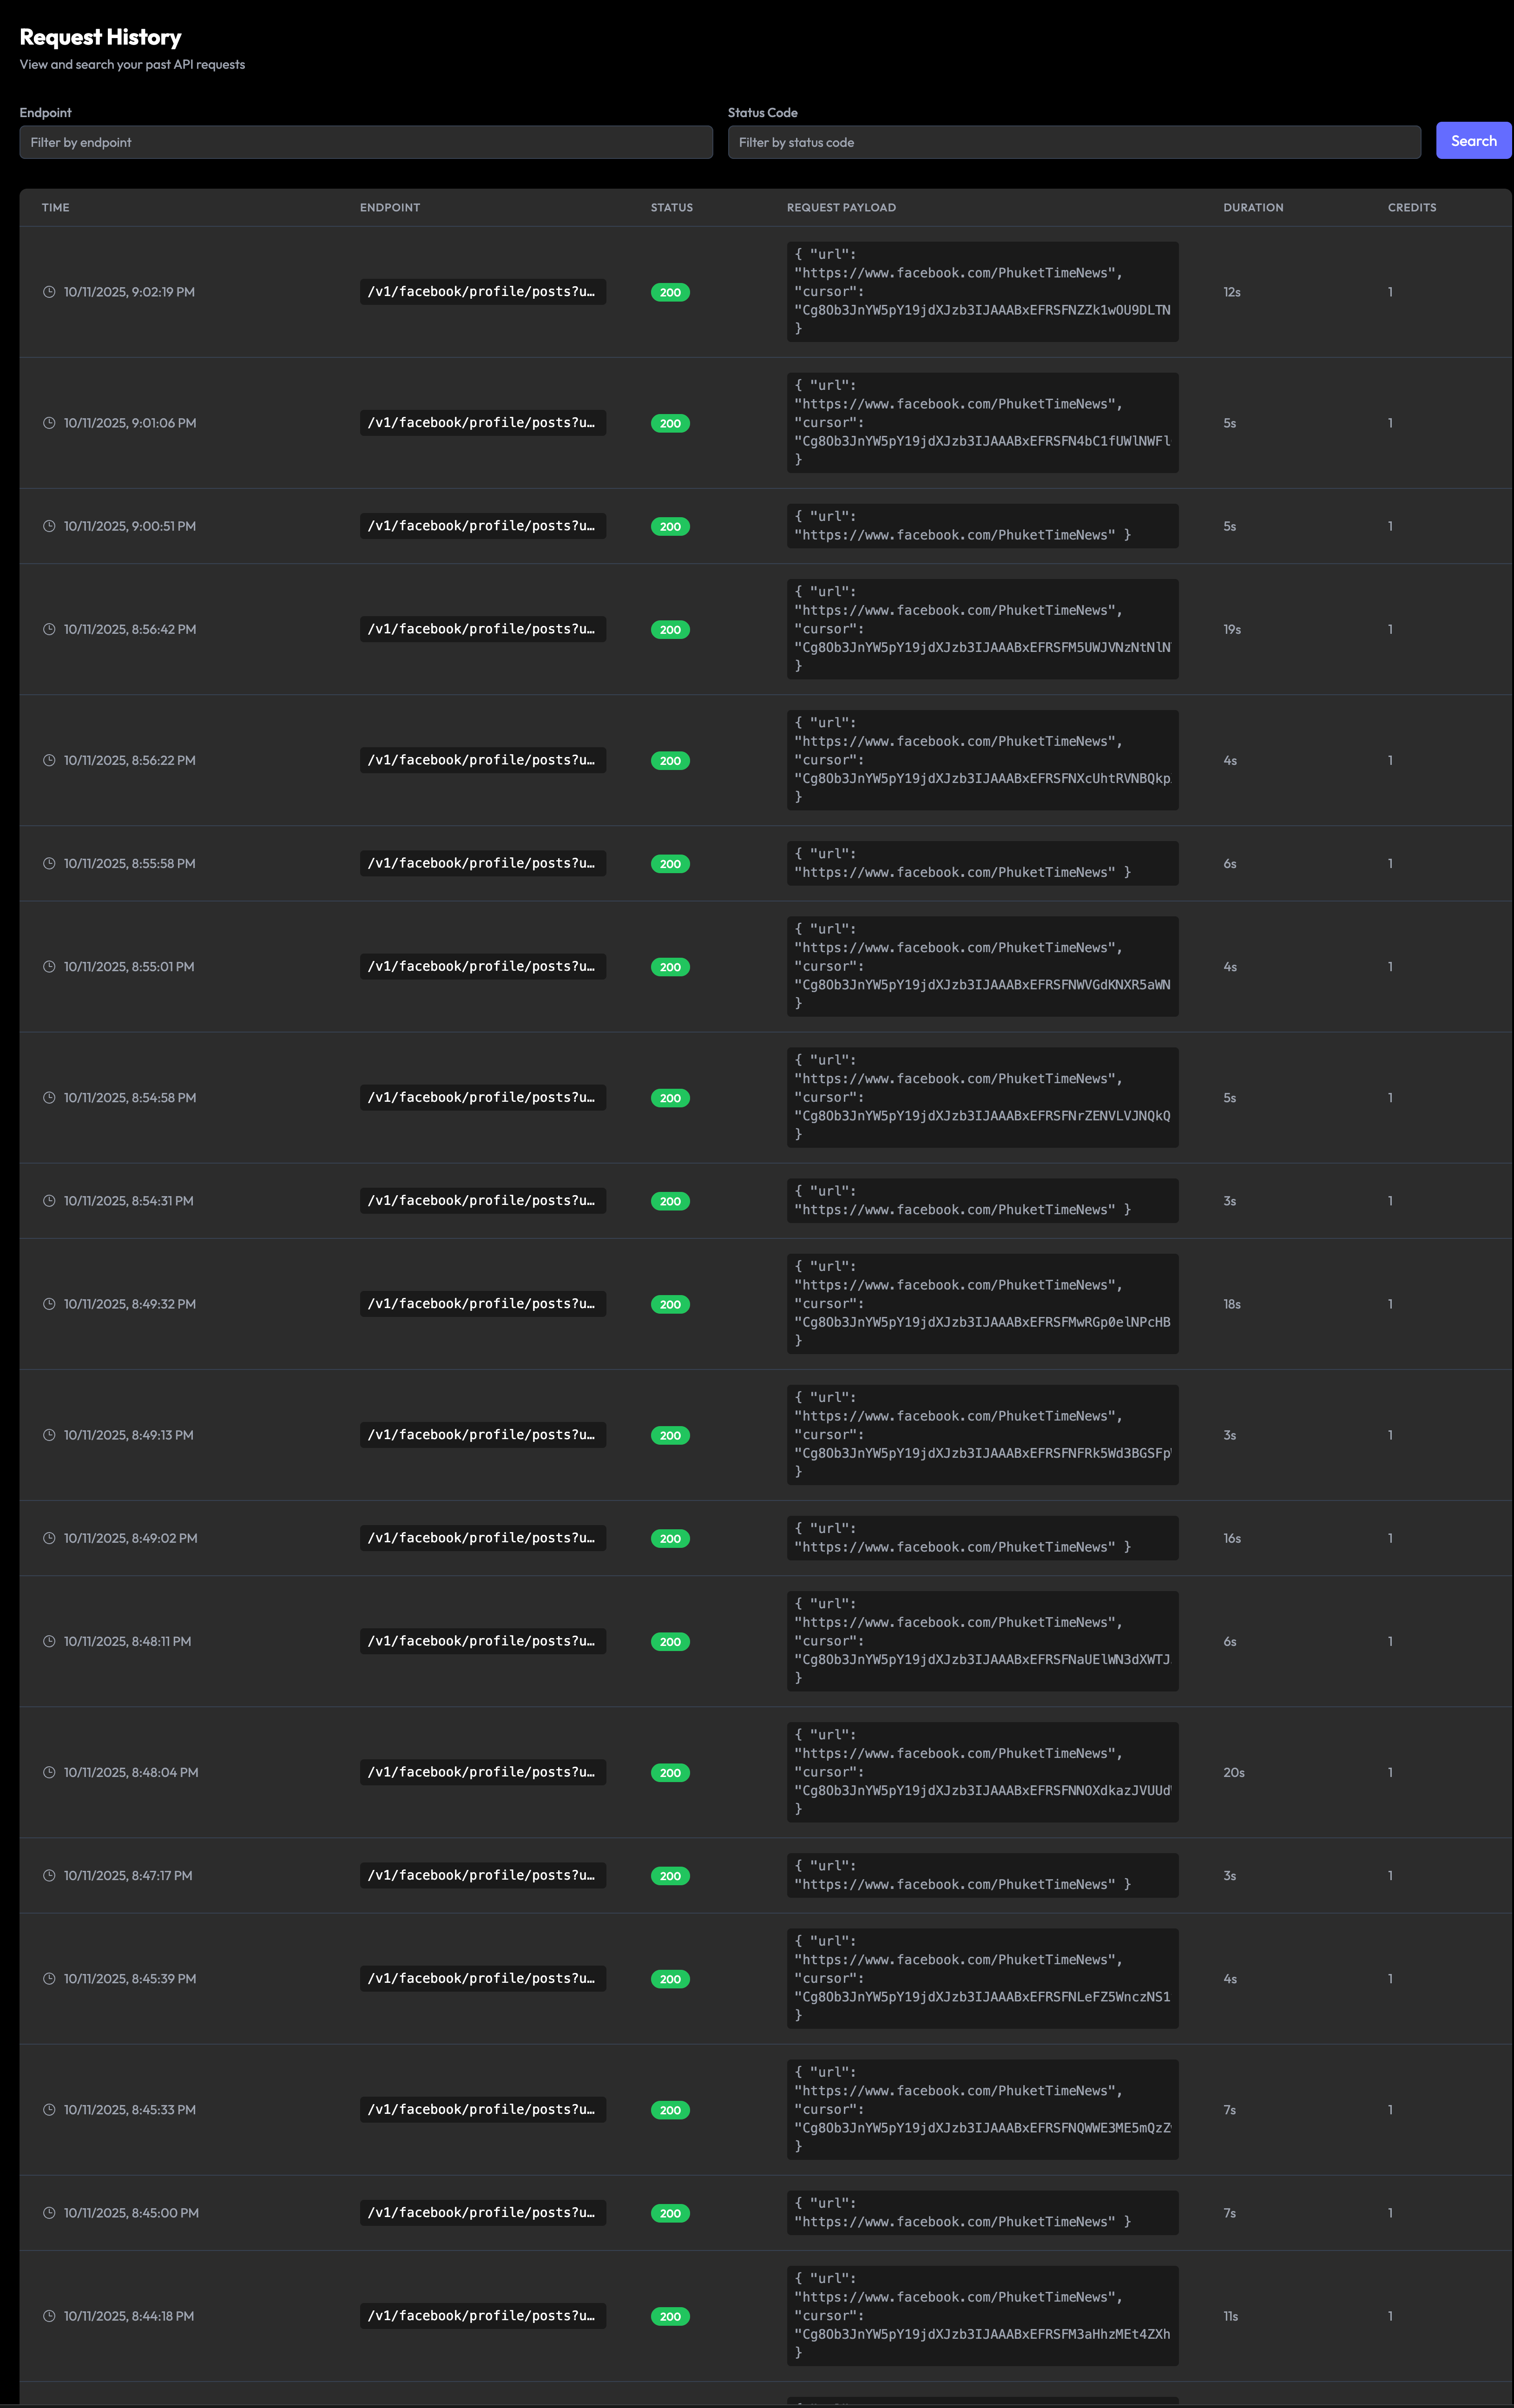 Request History
View and search your past API requests
Endpoint
Status Code
Filter by endpoint
Filter by status code
Search
TIME ENDPOINT STATUS REQUEST PAYLOAD DURATION CREDITS
10/11/2025, 9:02:19 PM /v1/facebook/profile/posts?u… 200 12s 1
{ "url":
"https://www.facebook.com/PhuketTimeNews",
"cursor":
"Cg8Ob3JnYW5pY19jdXJzb3IJAAABxEFRSFNZZk1wOU9DLTN
}
10/11/2025, 9:01:06 PM /v1/facebook/profile/posts?u… 200 5s 1
{ "url":
"https://www.facebook.com/PhuketTimeNews",
"cursor":
"Cg8Ob3JnYW5pY19jdXJzb3IJAAABxEFRSFN4bC1fUWlNWFl
}
10/11/2025, 9:00:51 PM /v1/facebook/profile/posts?u… 200 5s 1
{ "url":
"https://www.facebook.com/PhuketTimeNews" }
10/11/2025, 8:56:42 PM /v1/facebook/profile/posts?u… 200 19s 1
{ "url":
"https://www.facebook.com/PhuketTimeNews",
"cursor":
"Cg8Ob3JnYW5pY19jdXJzb3IJAAABxEFRSFM5UWJVNzNtNlN
}
10/11/2025, 8:56:22 PM /v1/facebook/profile/posts?u… 200 4s 1
{ "url":
"https://www.facebook.com/PhuketTimeNews",
"cursor":
"Cg8Ob3JnYW5pY19jdXJzb3IJAAABxEFRSFNXcUhtRVNBQkp
}
10/11/2025, 8:55:58 PM /v1/facebook/profile/posts?u… 200 6s 1
{ "url":
"https://www.facebook.com/PhuketTimeNews" }
10/11/2025, 8:55:01 PM /v1/facebook/profile/posts?u… 200 4s 1
{ "url":
"https://www.facebook.com/PhuketTimeNews",
"cursor":
"Cg8Ob3JnYW5pY19jdXJzb3IJAAABxEFRSFNWVGdKNXR5aWN
}
10/11/2025, 8:54:58 PM /v1/facebook/profile/posts?u… 200 5s 1
{ "url":
"https://www.facebook.com/PhuketTimeNews",
"cursor":
"Cg8Ob3JnYW5pY19jdXJzb3IJAAABxEFRSFNrZENVLVJNQkQ
}
10/11/2025, 8:54:31 PM /v1/facebook/profile/posts?u… 200 3s 1
{ "url":
"https://www.facebook.com/PhuketTimeNews" }
10/11/2025, 8:49:32 PM /v1/facebook/profile/posts?u… 200 18s 1
{ "url":
"https://www.facebook.com/PhuketTimeNews",
"cursor":
"Cg8Ob3JnYW5pY19jdXJzb3IJAAABxEFRSFMwRGp0elNPcHB
}
10/11/2025, 8:49:13 PM /v1/facebook/profile/posts?u… 200 3s 1
{ "url":
"https://www.facebook.com/PhuketTimeNews",
"cursor":
"Cg8Ob3JnYW5pY19jdXJzb3IJAAABxEFRSFNFRk5Wd3BGSFp
}
10/11/2025, 8:49:02 PM /v1/facebook/profile/posts?u… 200 16s 1
{ "url":
"https://www.facebook.com/PhuketTimeNews" }
10/11/2025, 8:48:11 PM /v1/facebook/profile/posts?u… 200 6s 1
{ "url":
"https://www.facebook.com/PhuketTimeNews",
"cursor":
"Cg8Ob3JnYW5pY19jdXJzb3IJAAABxEFRSFNaUElWN3dXWTJ
}
10/11/2025, 8:48:04 PM /v1/facebook/profile/posts?u… 200 20s 1
{ "url":
"https://www.facebook.com/PhuketTimeNews",
"cursor":
"Cg8Ob3JnYW5pY19jdXJzb3IJAAABxEFRSFNNOXdkazJVUUd
}
10/11/2025, 8:47:17 PM /v1/facebook/profile/posts?u… 200 3s 1
{ "url":
"https://www.facebook.com/PhuketTimeNews" }
10/11/2025, 8:45:39 PM /v1/facebook/profile/posts?u… 200 4s 1
{ "url":
"https://www.facebook.com/PhuketTimeNews",
"cursor":
"Cg8Ob3JnYW5pY19jdXJzb3IJAAABxEFRSFNLeFZ5WnczNS1
}
10/11/2025, 8:45:33 PM /v1/facebook/profile/posts?u… 200 7s 1
{ "url":
"https://www.facebook.com/PhuketTimeNews",
"cursor":
"Cg8Ob3JnYW5pY19jdXJzb3IJAAABxEFRSFNQWWE3ME5mQzZ
}
10/11/2025, 8:45:00 PM /v1/facebook/profile/posts?u… 200 7s 1
{ "url":
"https://www.facebook.com/PhuketTimeNews" }
10/11/2025, 8:44:18 PM /v1/facebook/profile/posts?u… 200 11s 1
{ "url":
"https://www.facebook.com/PhuketTimeNews",
"cursor":
"Cg8Ob3JnYW5pY19jdXJzb3IJAAABxEFRSFM3aHhzMEt4ZXh
}